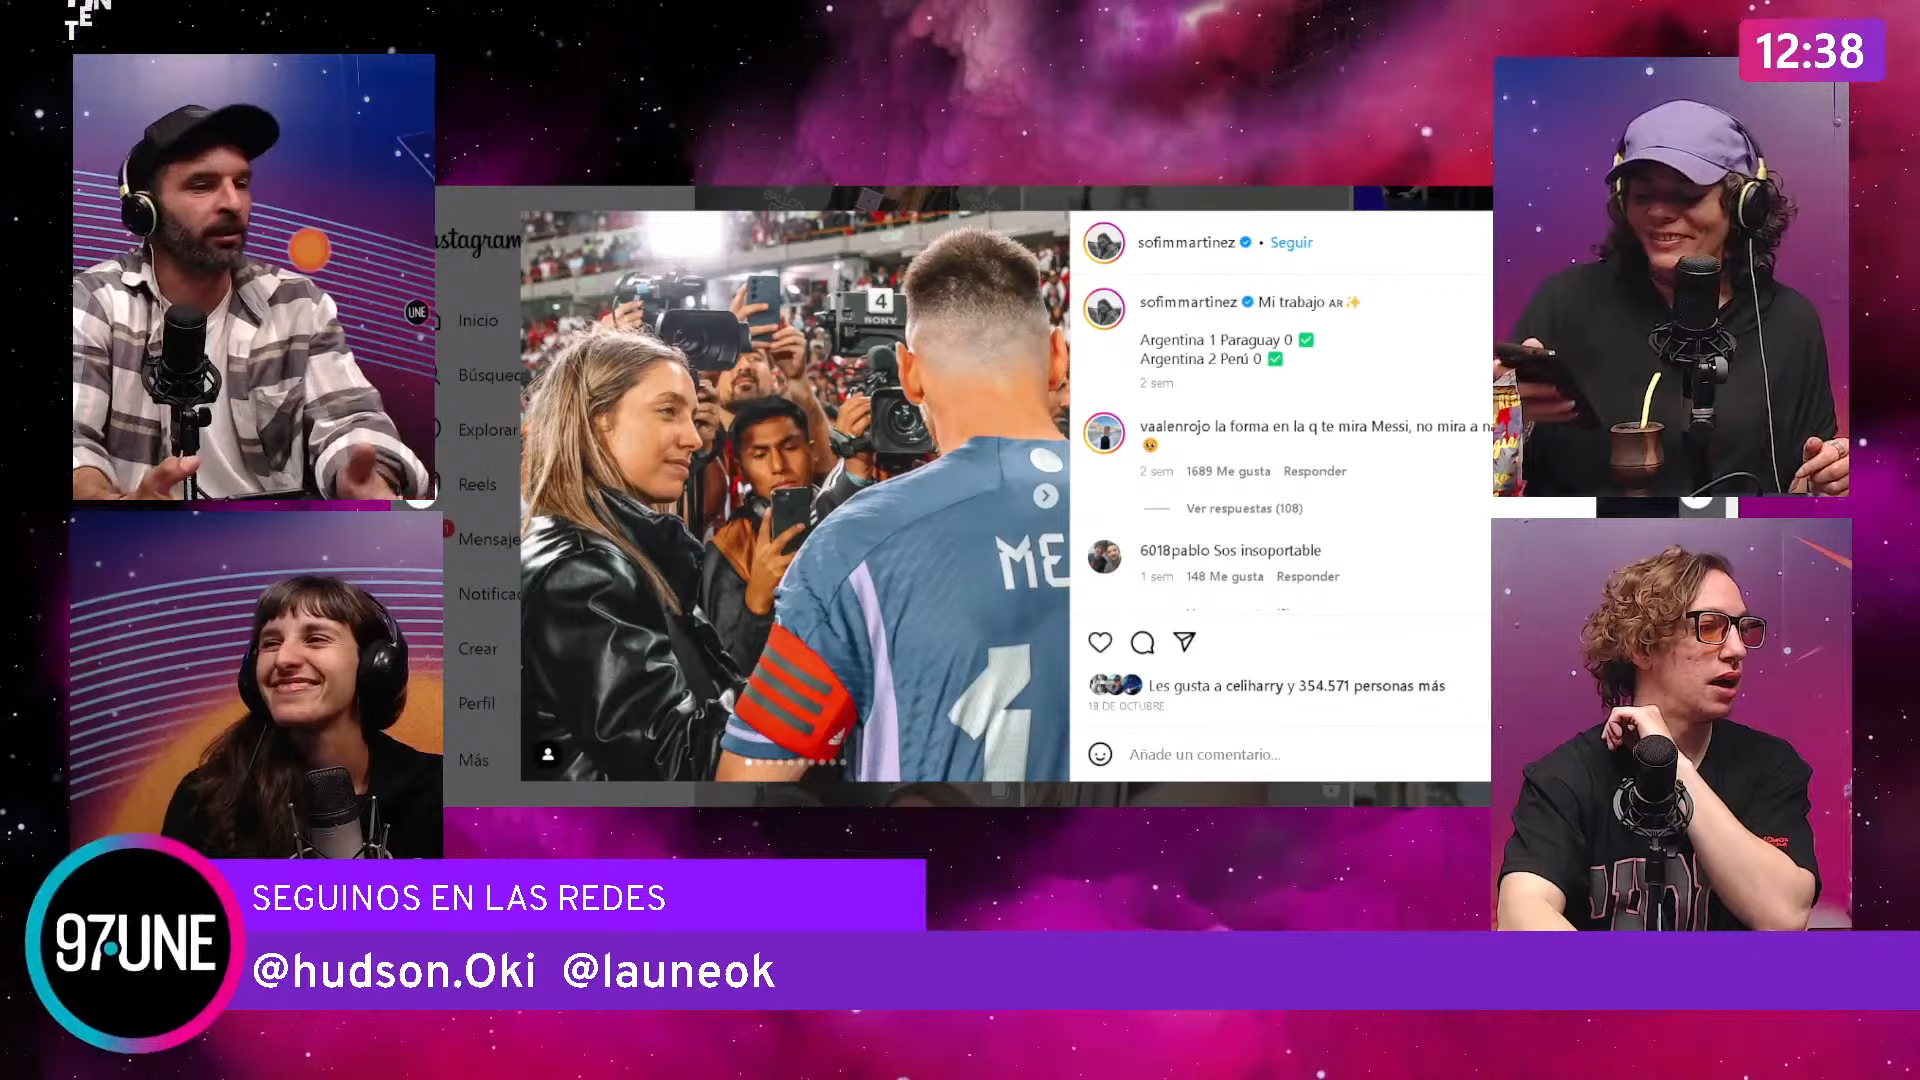 12:38
UNE
Instagram
Inicio
Búsqued
Explorar
Reels
Mensaje
Notificac
Crear
Perfil
Más
4
SONY
ME
1
sofimmartinez • Seguir
sofimmartinez Mi trabajo AR✨
Argentina 1 Paraguay 0 ✅
Argentina 2 Perú 0 ✅
2 sem
vaalenrojo la forma en la q te mira Messi, no mira a n
2 sem 1689 Me gusta Responder
Ver respuestas (108)
6018pablo Sos insoportable
1 sem 148 Me gusta Responder
Les gusta a celiharry y 354.571 personas más
18 DE OCTUBRE
Añade un comentario...
97.UNE
SEGUINOS EN LAS REDES
@hudson.Oki @launeok